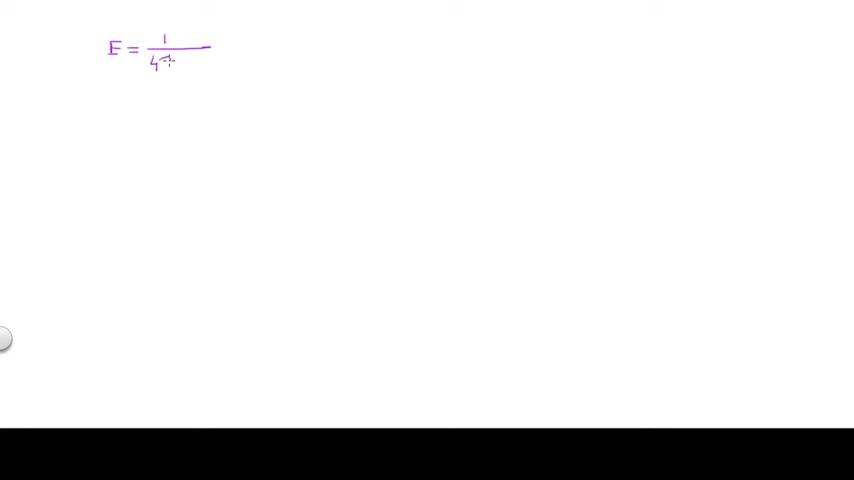 E = 1/4